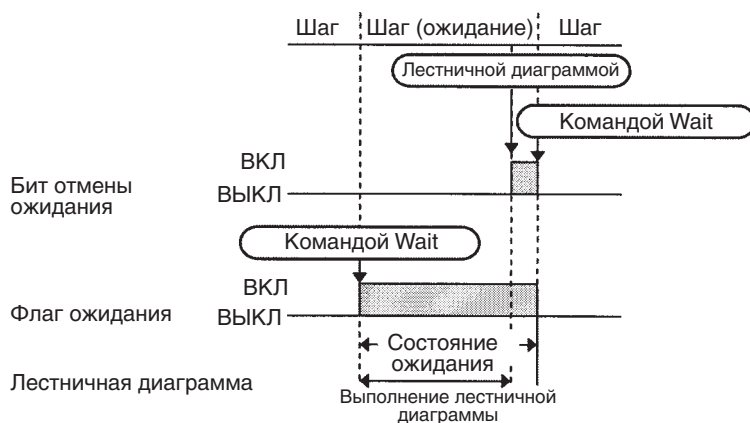 Шаг Шаг (ожидание) Шаг
Лестничной диаграммой
Командой Wait
ВКЛ
Бит отмены
ожидания
ВЫКЛ
Командой Wait
ВКЛ
Флаг ожидания
ВЫКЛ
Состояние
ожидания
Лестничная диаграмма
Выполнение лестничной
диаграммы